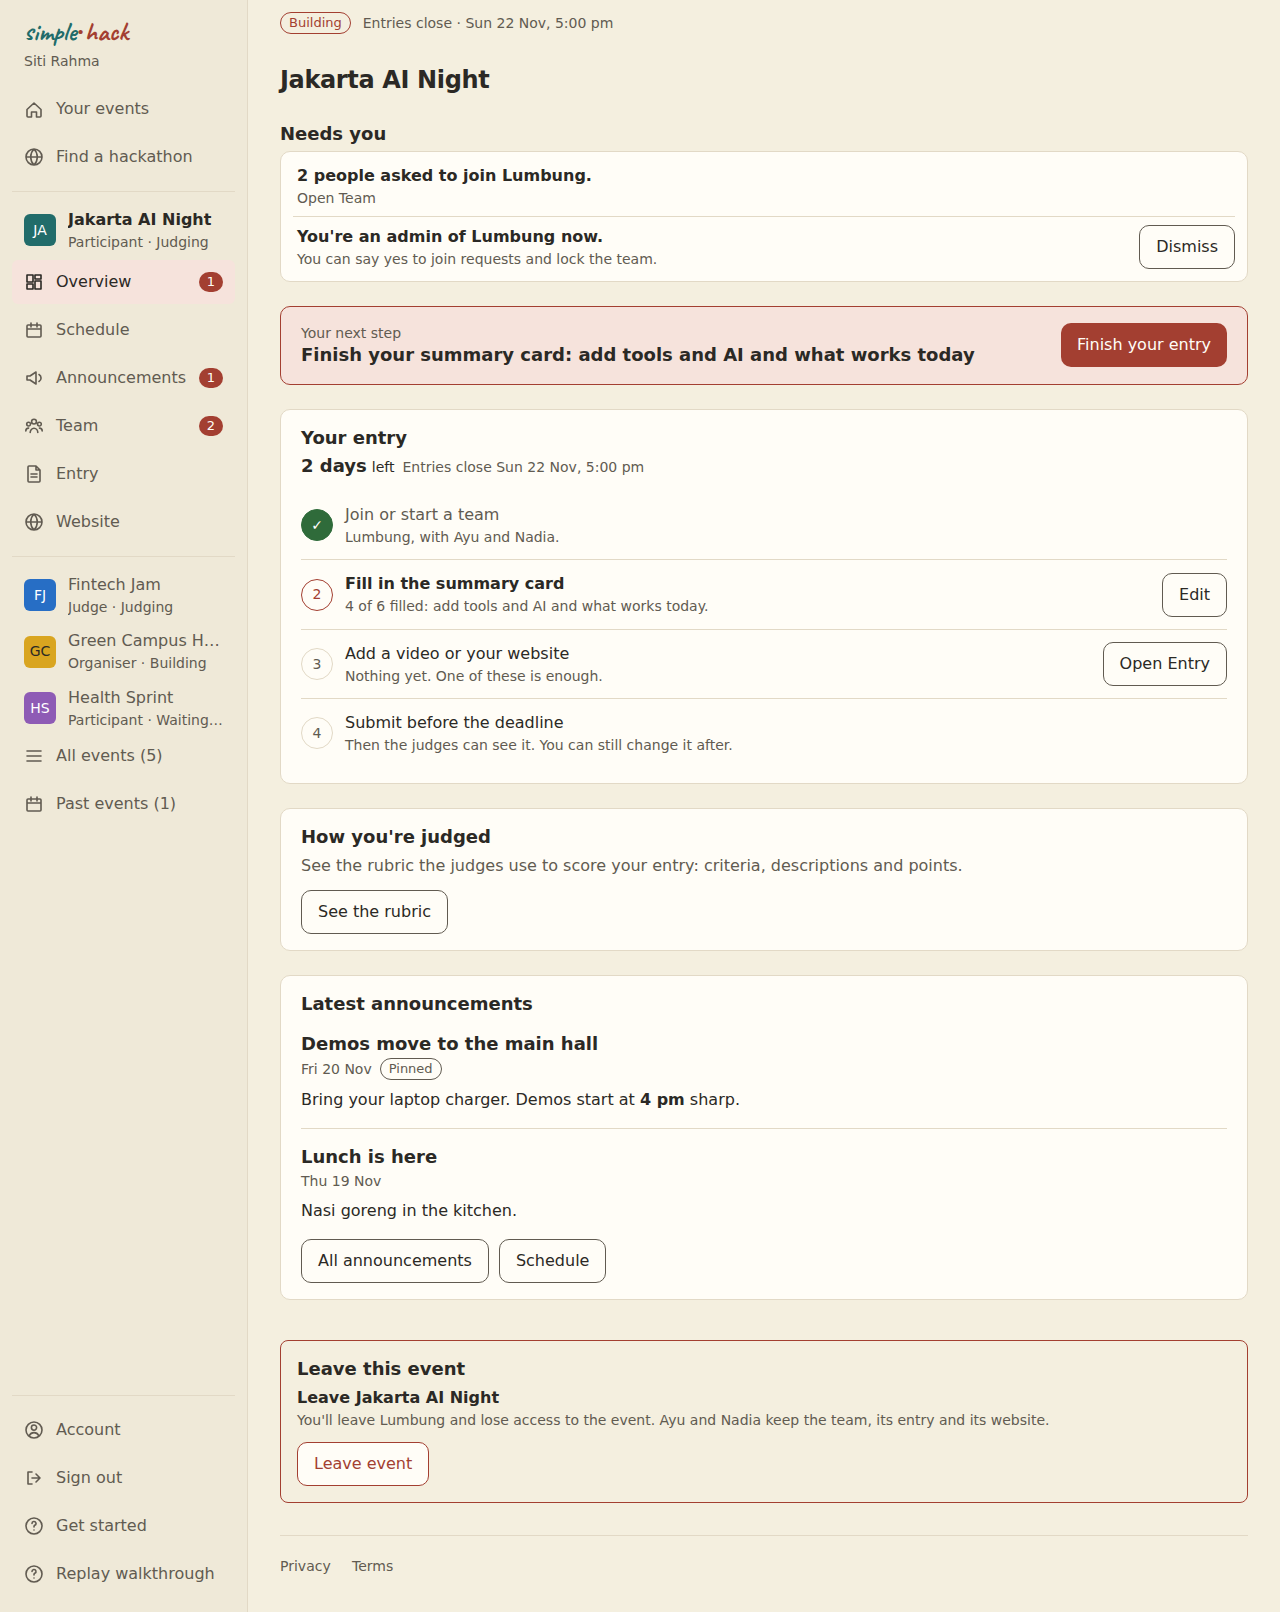 simple·hack
Siti Rahma
Your events
Find a hackathon
JA
Jakarta AI Night
Participant · Judging
Overview 1
Schedule
Announcements 1
Team 2
Entry
Website
FJ
Fintech Jam
Judge · Judging
GC
Green Campus H…
Organiser · Building
HS
Health Sprint
Participant · Waiting…
All events (5)
Past events (1)
Account
Sign out
Get started
Replay walkthrough
Building Entries close · Sun 22 Nov, 5:00 pm
Jakarta AI Night
Needs you
2 people asked to join Lumbung.
Open Team
You're an admin of Lumbung now.
You can say yes to join requests and lock the team.
Dismiss
Your next step
Finish your summary card: add tools and AI and what works today
Finish your entry
Your entry
2 days left Entries close Sun 22 Nov, 5:00 pm
✓
Join or start a team
Lumbung, with Ayu and Nadia.
2
Fill in the summary card
4 of 6 filled: add tools and AI and what works today.
Edit
3
Add a video or your website
Nothing yet. One of these is enough.
Open Entry
4
Submit before the deadline
Then the judges can see it. You can still change it after.
How you're judged
See the rubric the judges use to score your entry: criteria, descriptions and points.
See the rubric
Latest announcements
Demos move to the main hall
Fri 20 Nov Pinned
Bring your laptop charger. Demos start at 4 pm sharp.
Lunch is here
Thu 19 Nov
Nasi goreng in the kitchen.
All announcements Schedule
Leave this event
Leave Jakarta AI Night
You'll leave Lumbung and lose access to the event. Ayu and Nadia keep the team, its entry and its website.
Leave event
Privacy Terms